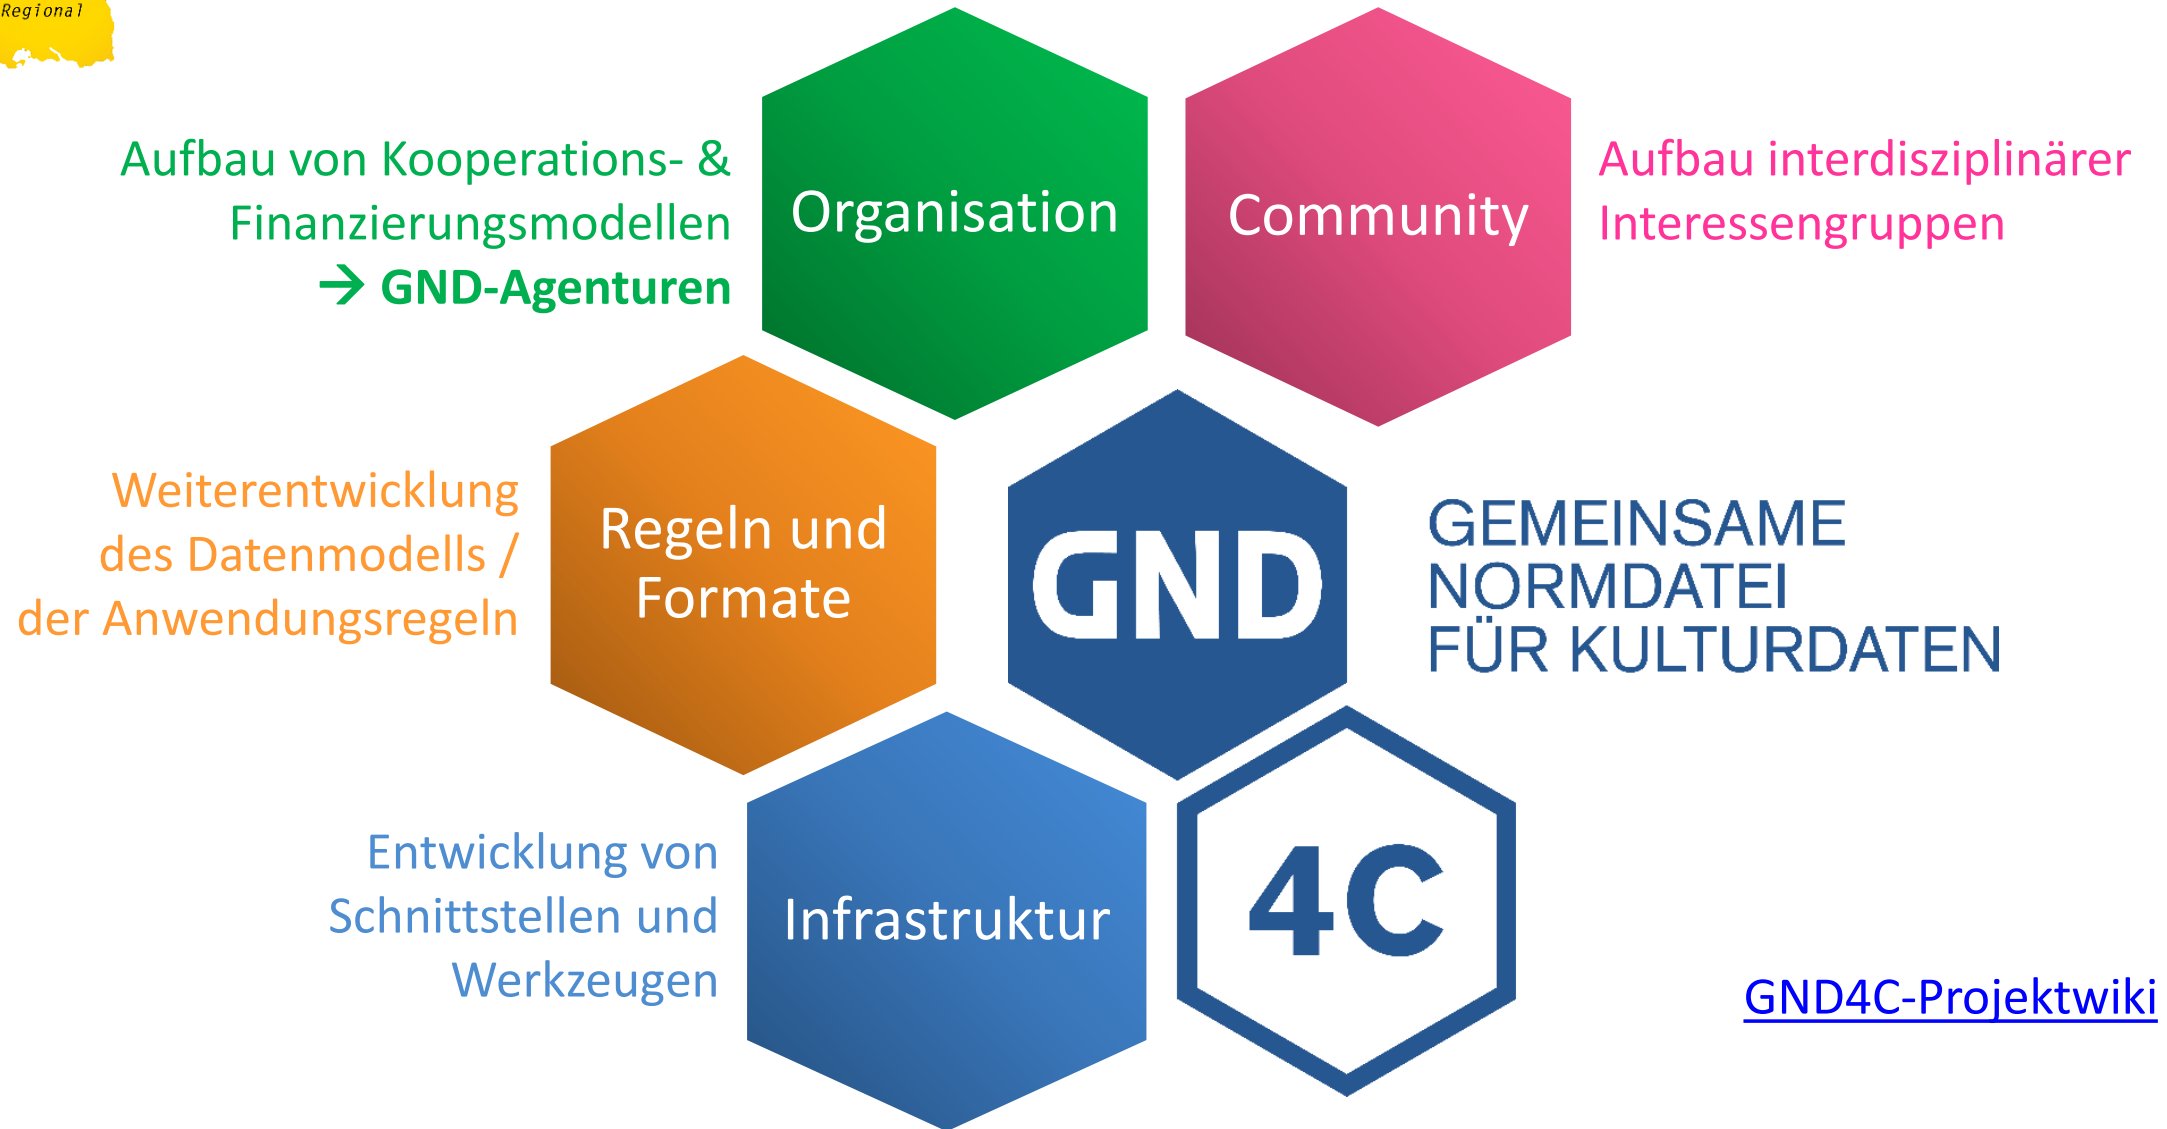 Regional
Aufbau von Kooperations- &
Finanzierungsmodellen
→ GND-Agenturen
Organisation
Community
Aufbau interdisziplinärer
Interessengruppen
Weiterentwicklung
des Datenmodells /
der Anwendungsregeln
Regeln und
Formate
GND
GEMEINSAME
NORMDATEI
FÜR KULTURDATEN
Entwicklung von
Schnittstellen und
Werkzeugen
Infrastruktur
4C
GND4C-Projektwiki